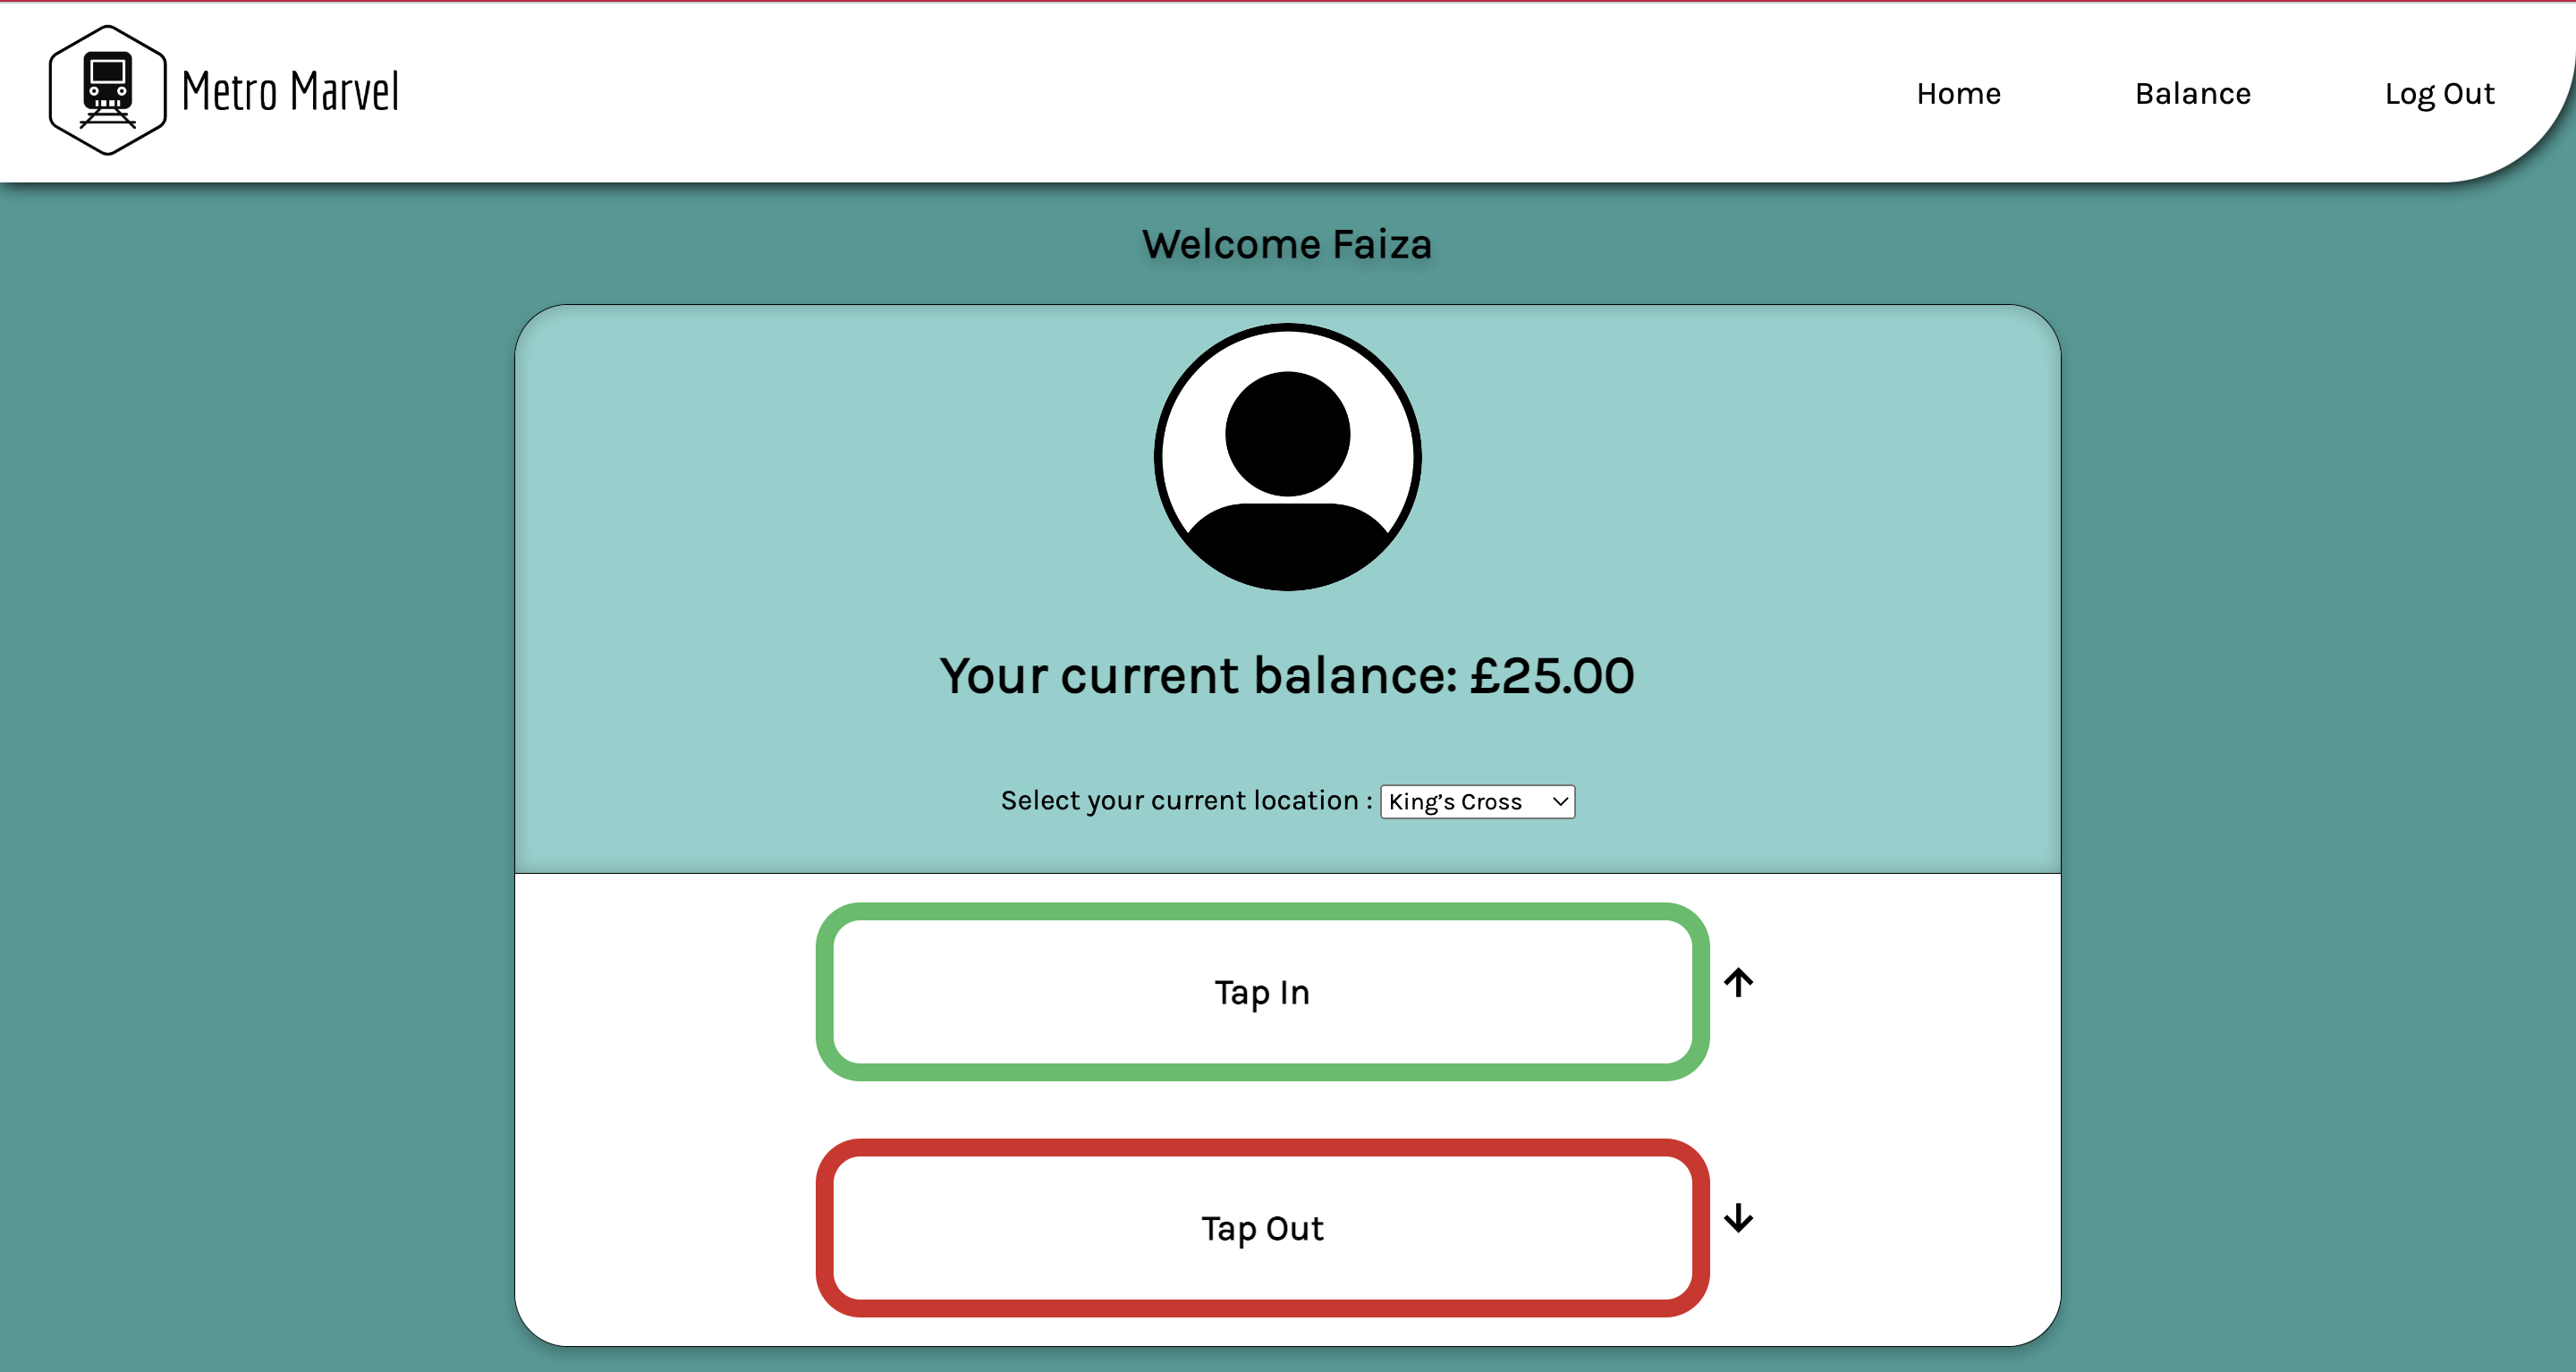 Metro Marvel
Home Balance Log Out
Welcome Faiza
Your current balance: £25.00
Select your current location : King's Cross
Tap In
Tap Out